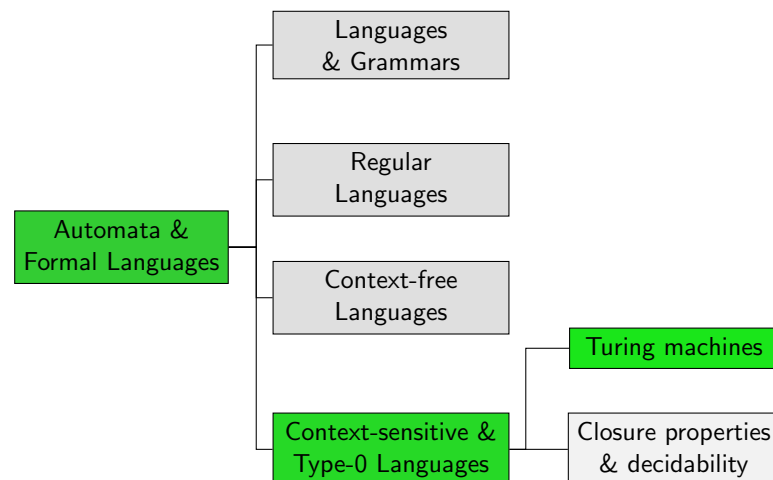 Languages
& Grammars
Regular
Languages
Automata &
Formal Languages
Context-free
Languages
Turing machines
Context-sensitive &
Type-0 Languages
Closure properties
& decidability